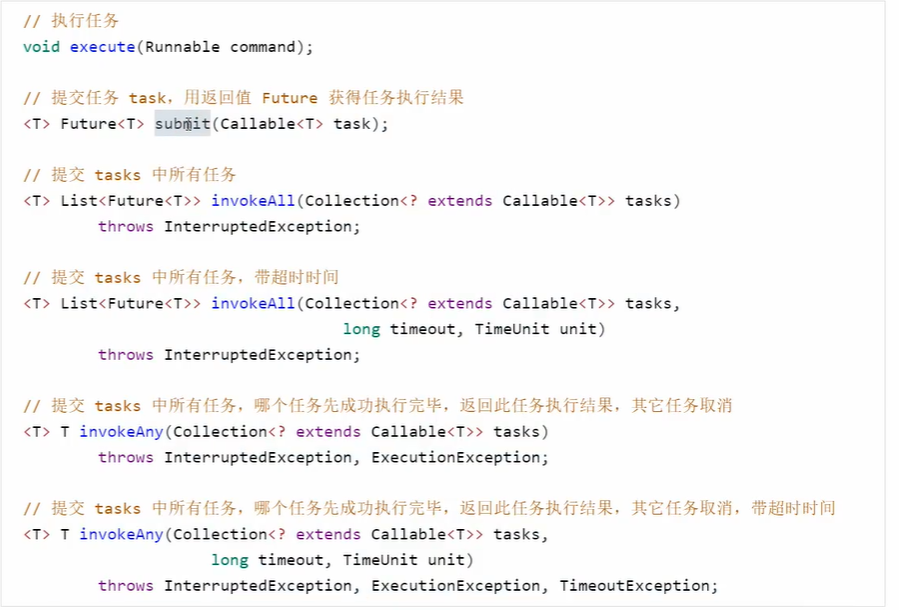 // 执行任务
void execute(Runnable command);
// 提交任务 task，用返回值 Future 获得任务执行结果
<T> Future<T> submit(Callable<T> task);
// 提交 tasks 中所有任务
<T> List<Future<T>> invokeAll(Collection<? extends Callable<T>> tasks)
throws InterruptedException;
// 提交 tasks 中所有任务，带超时时间
<T> List<Future<T>> invokeAll(Collection<? extends Callable<T>> tasks,
long timeout, TimeUnit unit)
throws InterruptedException;
// 提交 tasks 中所有任务，哪个任务先成功执行完毕，返回此任务执行结果，其它任务取消
<T> T invokeAny(Collection<? extends Callable<T>> tasks)
throws InterruptedException, ExecutionException;
// 提交 tasks 中所有任务，哪个任务先成功执行完毕，返回此任务执行结果，其它任务取消，带超时时间
<T> T invokeAny(Collection<? extends Callable<T>> tasks,
long timeout, TimeUnit unit)
throws InterruptedException, ExecutionException, TimeoutException;